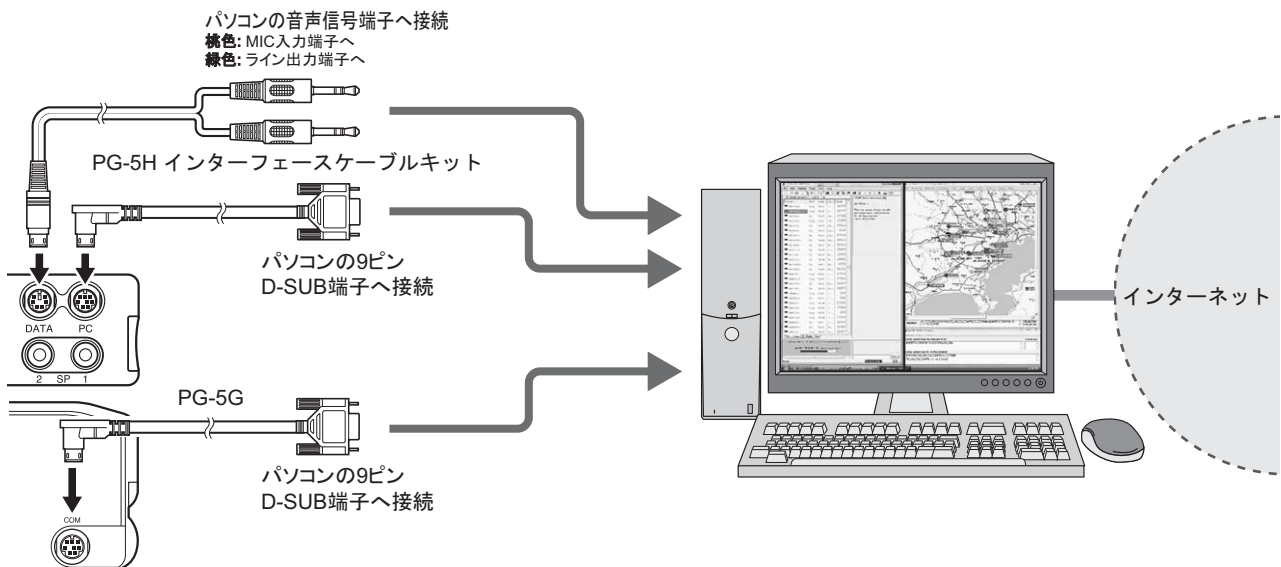 パソコンの音声信号端子へ接続
桃色: MIC入力端子へ
緑色: ライン出力端子へ
PG-5H インターフェースケーブルキット
パソコンの9ピン
D-SUB端子へ接続
DATA PC
2 SP 1
PG-5G
パソコンの9ピン
D-SUB端子へ接続
COM
インターネット